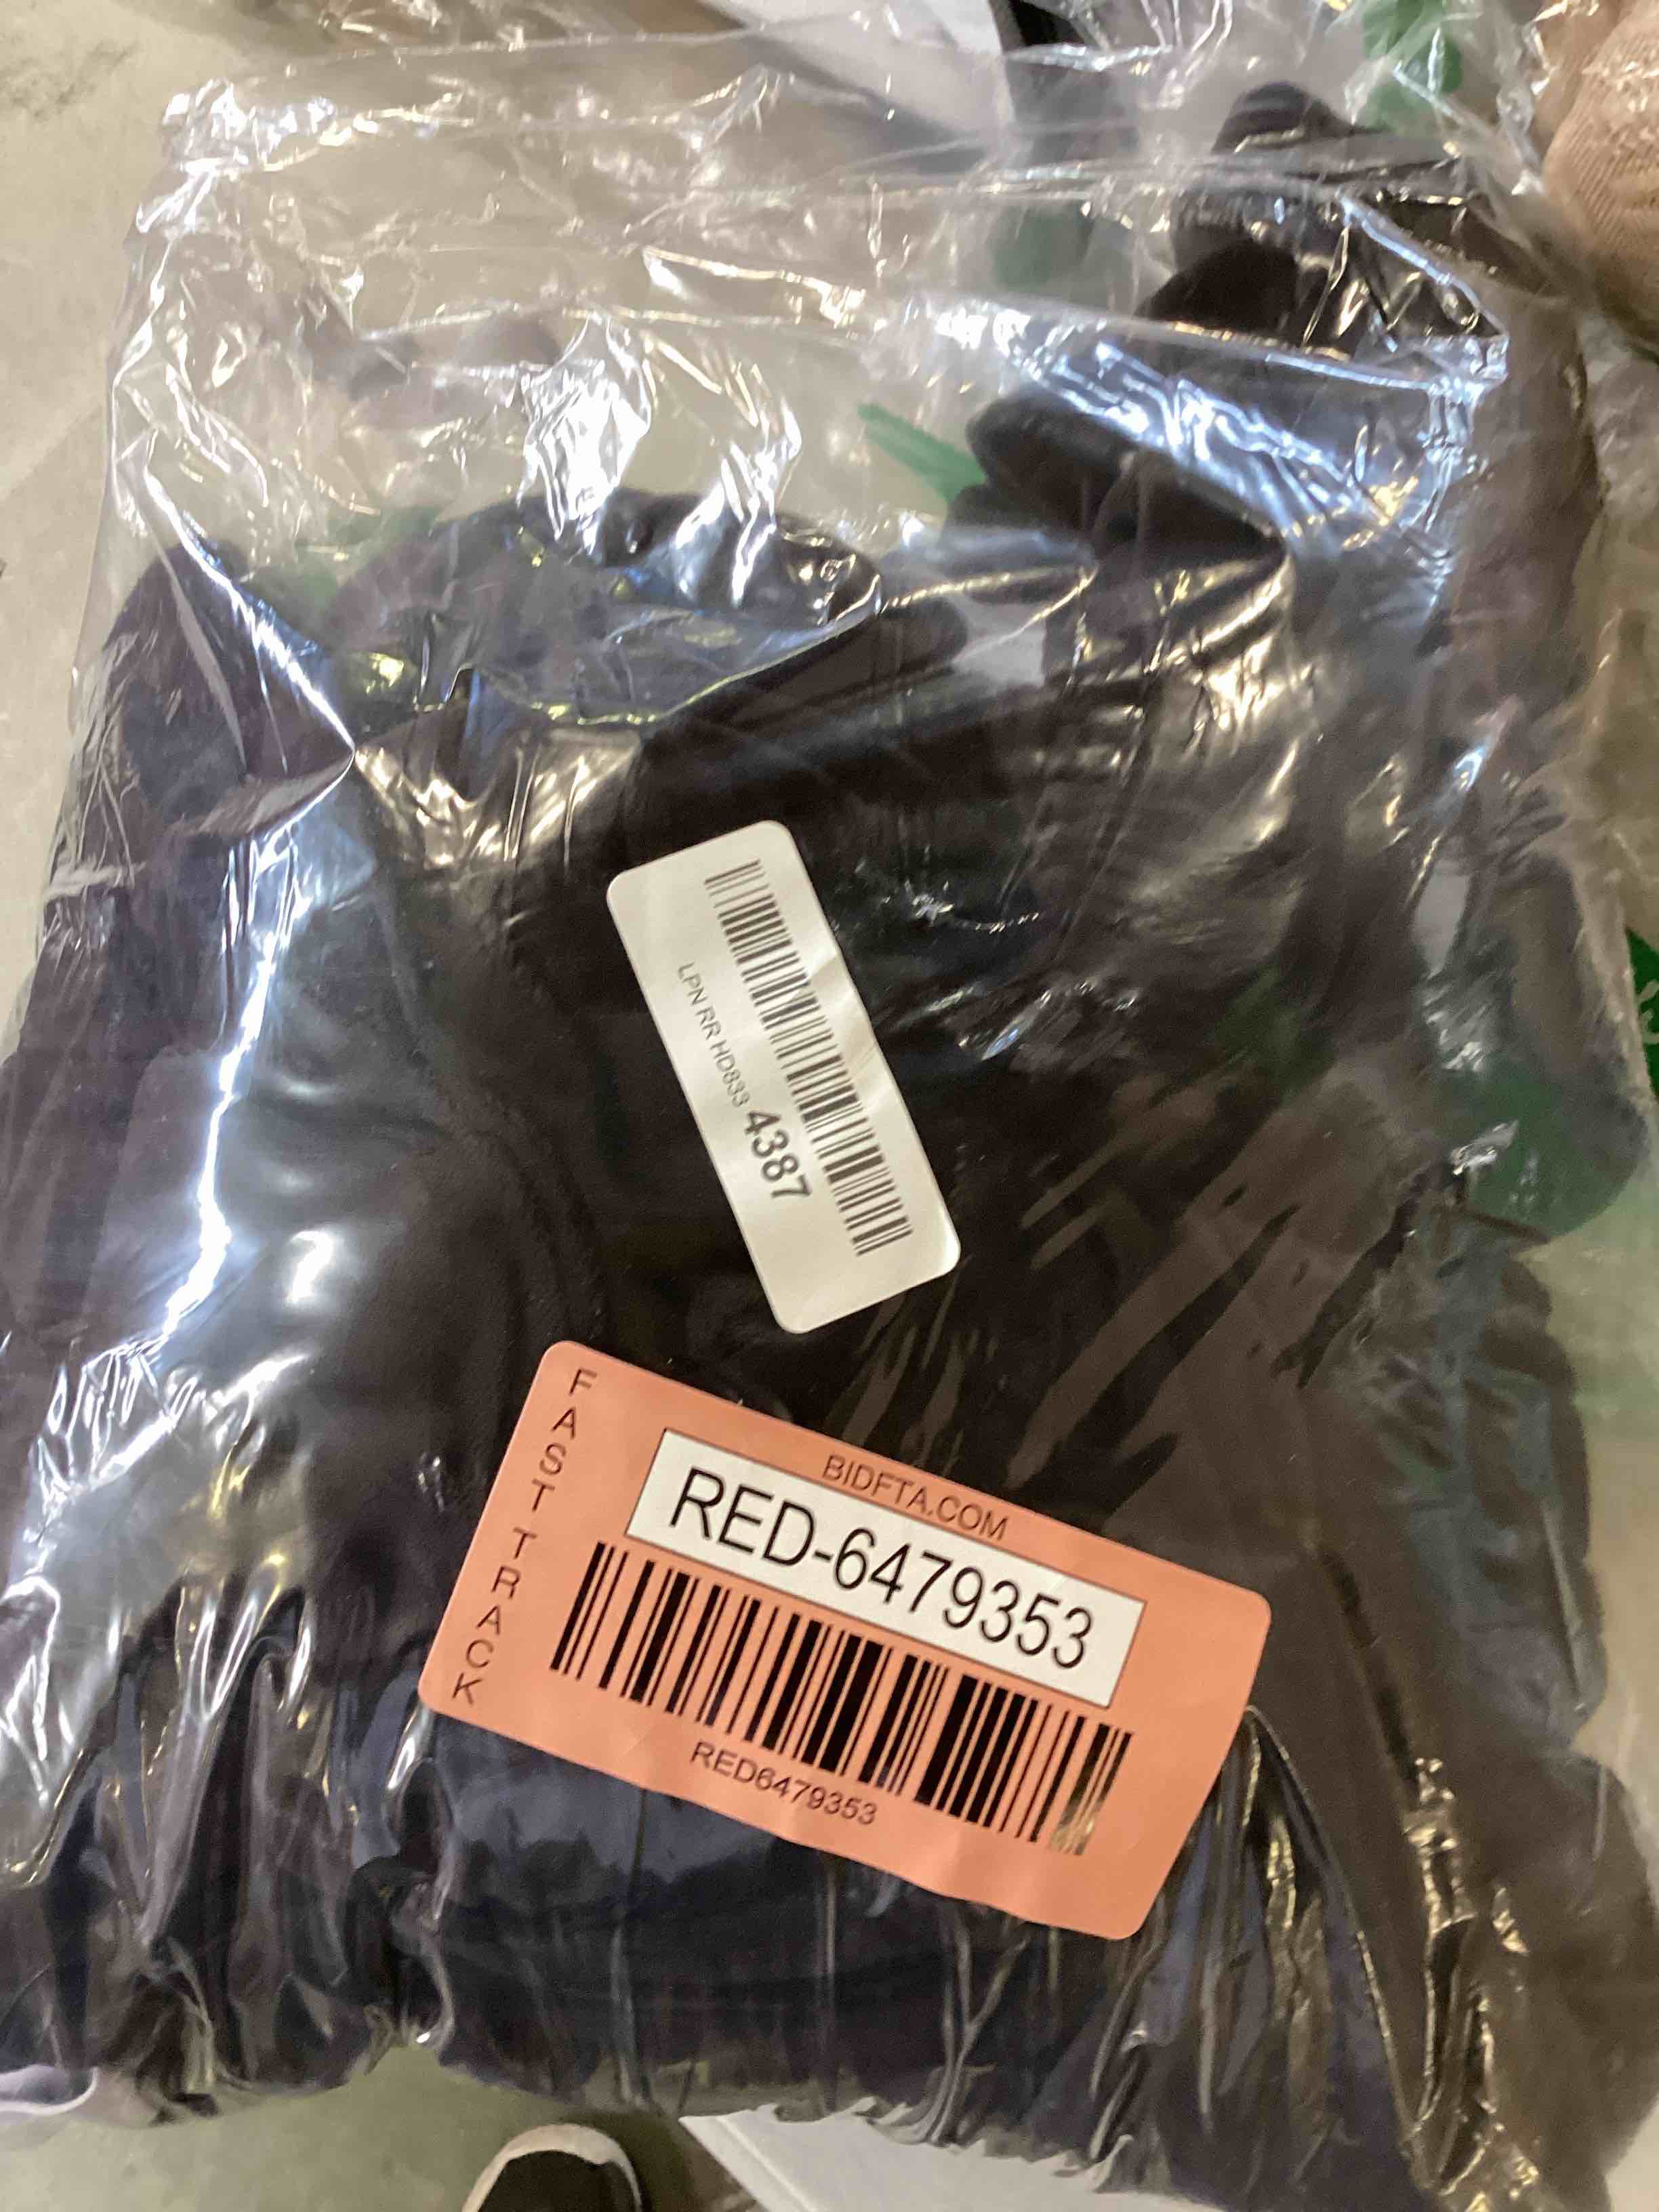 LPN RR HD833 4387
FAST TRACK
BIDFTA.COM
RED-6479353
RED6479353